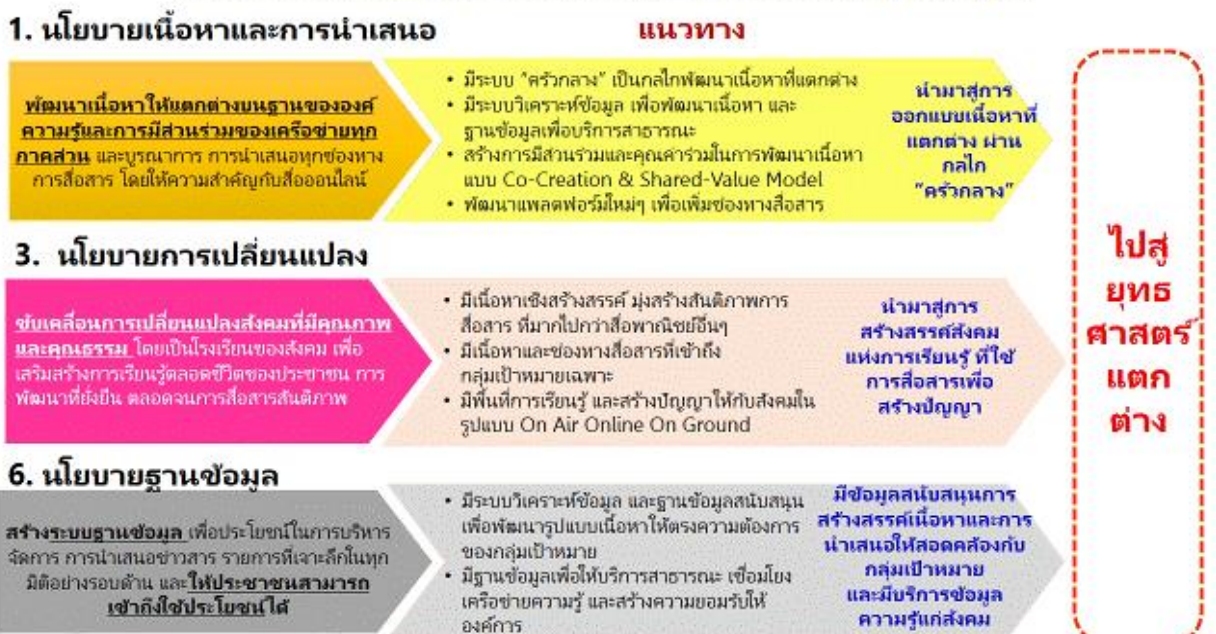 1. นโยบายเนื้อหาและการนำเสนอ
แนวทาง
พัฒนาเนื้อหาให้แตกต่างบนฐานขององค์
ความรู้และการมีส่วนร่วมของเครือข่ายทุก
ภาคส่วน และบูรณาการ การนำเสนอทุกช่องทาง
การสื่อสาร โดยให้ความสำคัญกับสื่อออนไลน์
• มีระบบ “ครัวกลาง” เป็นกลไกพัฒนาเนื้อหาที่แตกต่าง
• มีระบบวิเคราะห์ข้อมูล เพื่อพัฒนาเนื้อหา และ
ฐานข้อมูลเพื่อบริการสาธารณะ
• สร้างการมีส่วนร่วมและคุณค่าร่วมในการพัฒนาเนื้อหา
แบบ Co-Creation & Shared-Value Model
• พัฒนาแพลตฟอร์มใหม่ๆ เพื่อเพิ่มช่องทางสื่อสาร
นำมาสู่การ
ออกแบบเนื้อหาที่
แตกต่าง ผ่าน
กลไก
“ครัวกลาง”
3. นโยบายการเปลี่ยนแปลง
ขับเคลื่อนการเปลี่ยนแปลงสังคมที่มีคุณภาพ
และคุณธรรม โดยเป็นโรงเรียนของสังคม เพื่อ
เสริมสร้างการเรียนรู้ตลอดชีวิตของประชาชน การ
พัฒนาที่ยั่งยืน ตลอดจนการสื่อสารสันติภาพ
• มีเนื้อหาเชิงสร้างสรรค์ มุ่งสร้างสันติภาพการ
สื่อสาร ที่มากไปกว่าสื่อพาณิชย์อื่นๆ
• มีเนื้อหาและช่องทางสื่อสารที่เข้าถึง
กลุ่มเป้าหมายเฉพาะ
• มีพื้นที่การเรียนรู้ และสร้างปัญญาให้กับสังคมใน
รูปแบบ On Air Online On Ground
นำมาสู่การ
สร้างสรรค์สังคม
แห่งการเรียนรู้ ที่ใช้
การสื่อสารเพื่อ
สร้างปัญญา
6. นโยบายฐานข้อมูล
สร้างระบบฐานข้อมูล เพื่อประโยชน์ในการบริหาร
จัดการ การนำเสนอข่าวสาร รายการที่เจาะลึกในทุก
มิติอย่างรอบด้าน และให้ประชาชนสามารถ
เข้าถึงใช้ประโยชน์ได้
• มีระบบวิเคราะห์ข้อมูล และฐานข้อมูลสนับสนุน
เพื่อพัฒนารูปแบบเนื้อหาให้ตรงความต้องการ
ของกลุ่มเป้าหมาย
• มีฐานข้อมูลเพื่อให้บริการสาธารณะ เชื่อมโยง
เครือข่ายความรู้ และสร้างความยอมรับให้
องค์การ
มีข้อมูลสนับสนุนการ
สร้างสรรค์เนื้อหาและการ
นำเสนอให้สอดคล้องกับ
กลุ่มเป้าหมาย
และมีบริการข้อมูล
ความรู้แก่สังคม
ไปสู่
ยุทธ
ศาสตร์
แตก
ต่าง